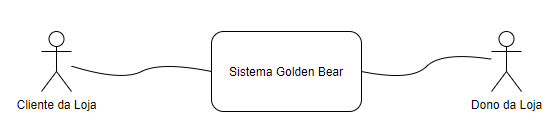 Sistema Golden Bear
Cliente da Loja
Dono da Loja